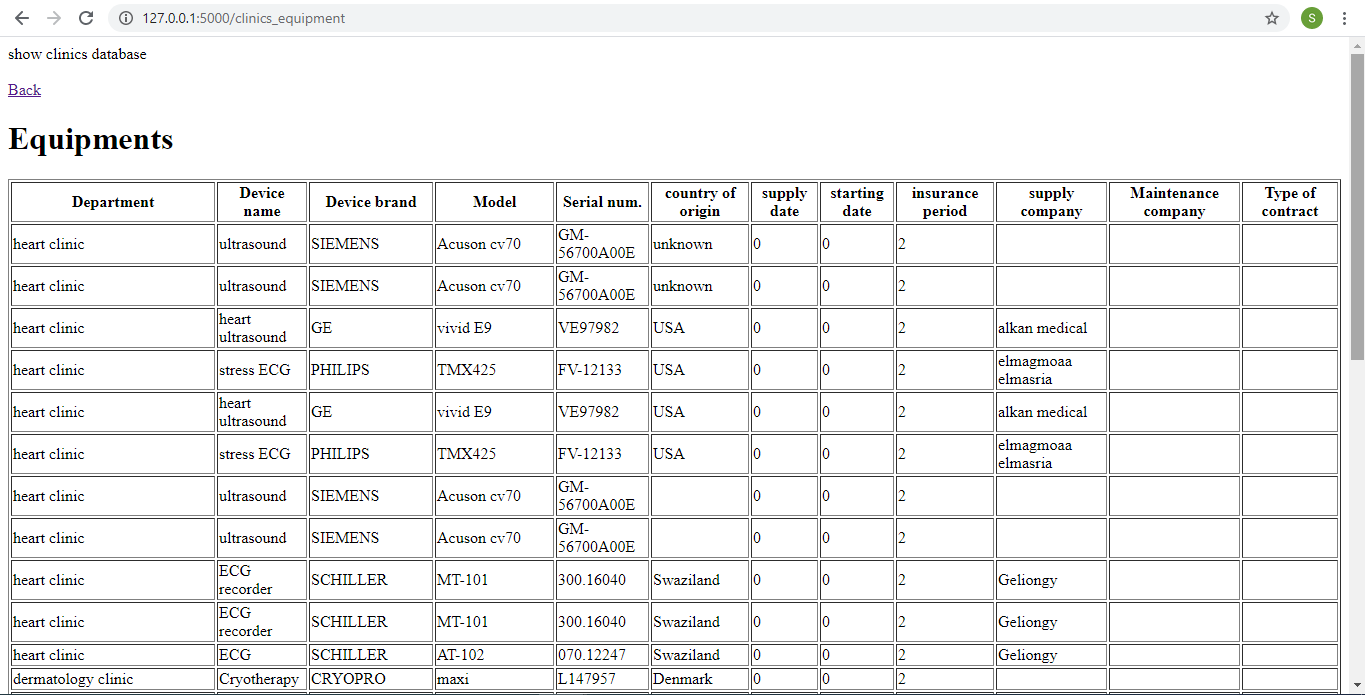 127.0.0.1:5000/clinics_equipment
S
show clinics database
Back
Equipments
Department Device name Device brand Model Serial num. country of origin supply date starting date insurance period supply company Maintenance company Type of contract
heart clinic ultrasound SIEMENS Acuson cv70 GM-56700A00E unknown 0 0 2
heart clinic ultrasound SIEMENS Acuson cv70 GM-56700A00E unknown 0 0 2
heart clinic heart ultrasound GE vivid E9 VE97982 USA 0 0 2 alkan medical
heart clinic stress ECG PHILIPS TMX425 FV-12133 USA 0 0 2 elmagmoaa elmasria
heart clinic heart ultrasound GE vivid E9 VE97982 USA 0 0 2 alkan medical
heart clinic stress ECG PHILIPS TMX425 FV-12133 USA 0 0 2 elmagmoaa elmasria
heart clinic ultrasound SIEMENS Acuson cv70 GM-56700A00E 0 0 2
heart clinic ultrasound SIEMENS Acuson cv70 GM-56700A00E 0 0 2
heart clinic ECG recorder SCHILLER MT-101 300.16040 Swaziland 0 0 2 Geliongy
heart clinic ECG recorder SCHILLER MT-101 300.16040 Swaziland 0 0 2 Geliongy
heart clinic ECG SCHILLER AT-102 070.12247 Swaziland 0 0 2 Geliongy
dermatology clinic Cryotherapy CRYOPRO maxi L147957 Denmark 0 0 2